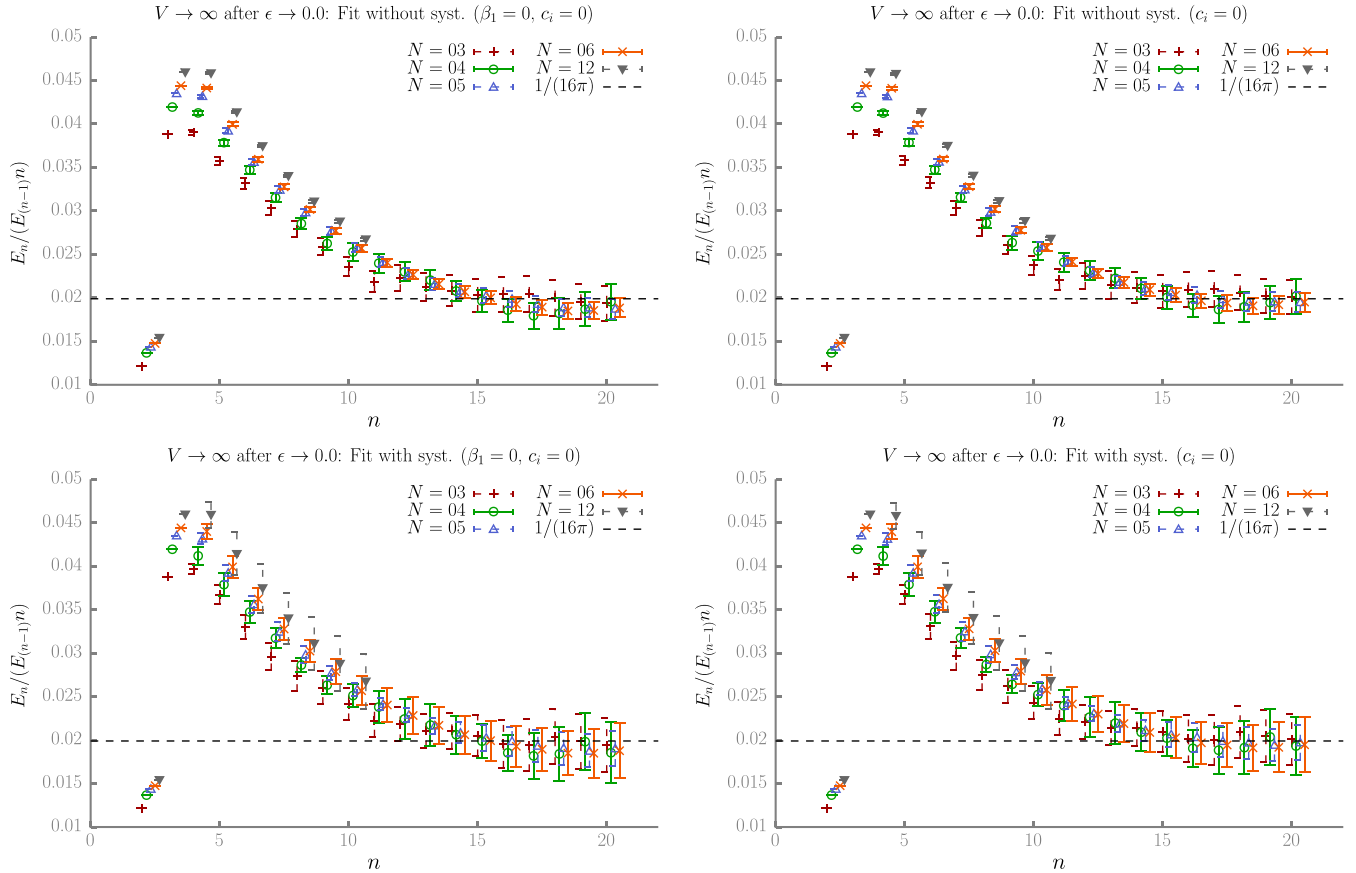 V → ∞ after ϵ → 0.0: Fit without syst. (β₁ = 0, cᵢ = 0)
Eₙ/(E₍ₙ₋₁₎n)
0.05
0.045
0.04
0.035
0.03
0.025
0.02
0.015
0.01
N = 03
N = 04
N = 05
N = 06
N = 12
1/(16π)
0 5 10 15 20
n
V → ∞ after ϵ → 0.0: Fit without syst. (cᵢ = 0)
Eₙ/(E₍ₙ₋₁₎n)
0.05
0.045
0.04
0.035
0.03
0.025
0.02
0.015
0.01
N = 03
N = 04
N = 05
N = 06
N = 12
1/(16π)
0 5 10 15 20
n
V → ∞ after ϵ → 0.0: Fit with syst. (β₁ = 0, cᵢ = 0)
Eₙ/(E₍ₙ₋₁₎n)
0.05
0.045
0.04
0.035
0.03
0.025
0.02
0.015
0.01
N = 03
N = 04
N = 05
N = 06
N = 12
1/(16π)
0 5 10 15 20
n
V → ∞ after ϵ → 0.0: Fit with syst. (cᵢ = 0)
Eₙ/(E₍ₙ₋₁₎n)
0.05
0.045
0.04
0.035
0.03
0.025
0.02
0.015
0.01
N = 03
N = 04
N = 05
N = 06
N = 12
1/(16π)
0 5 10 15 20
n